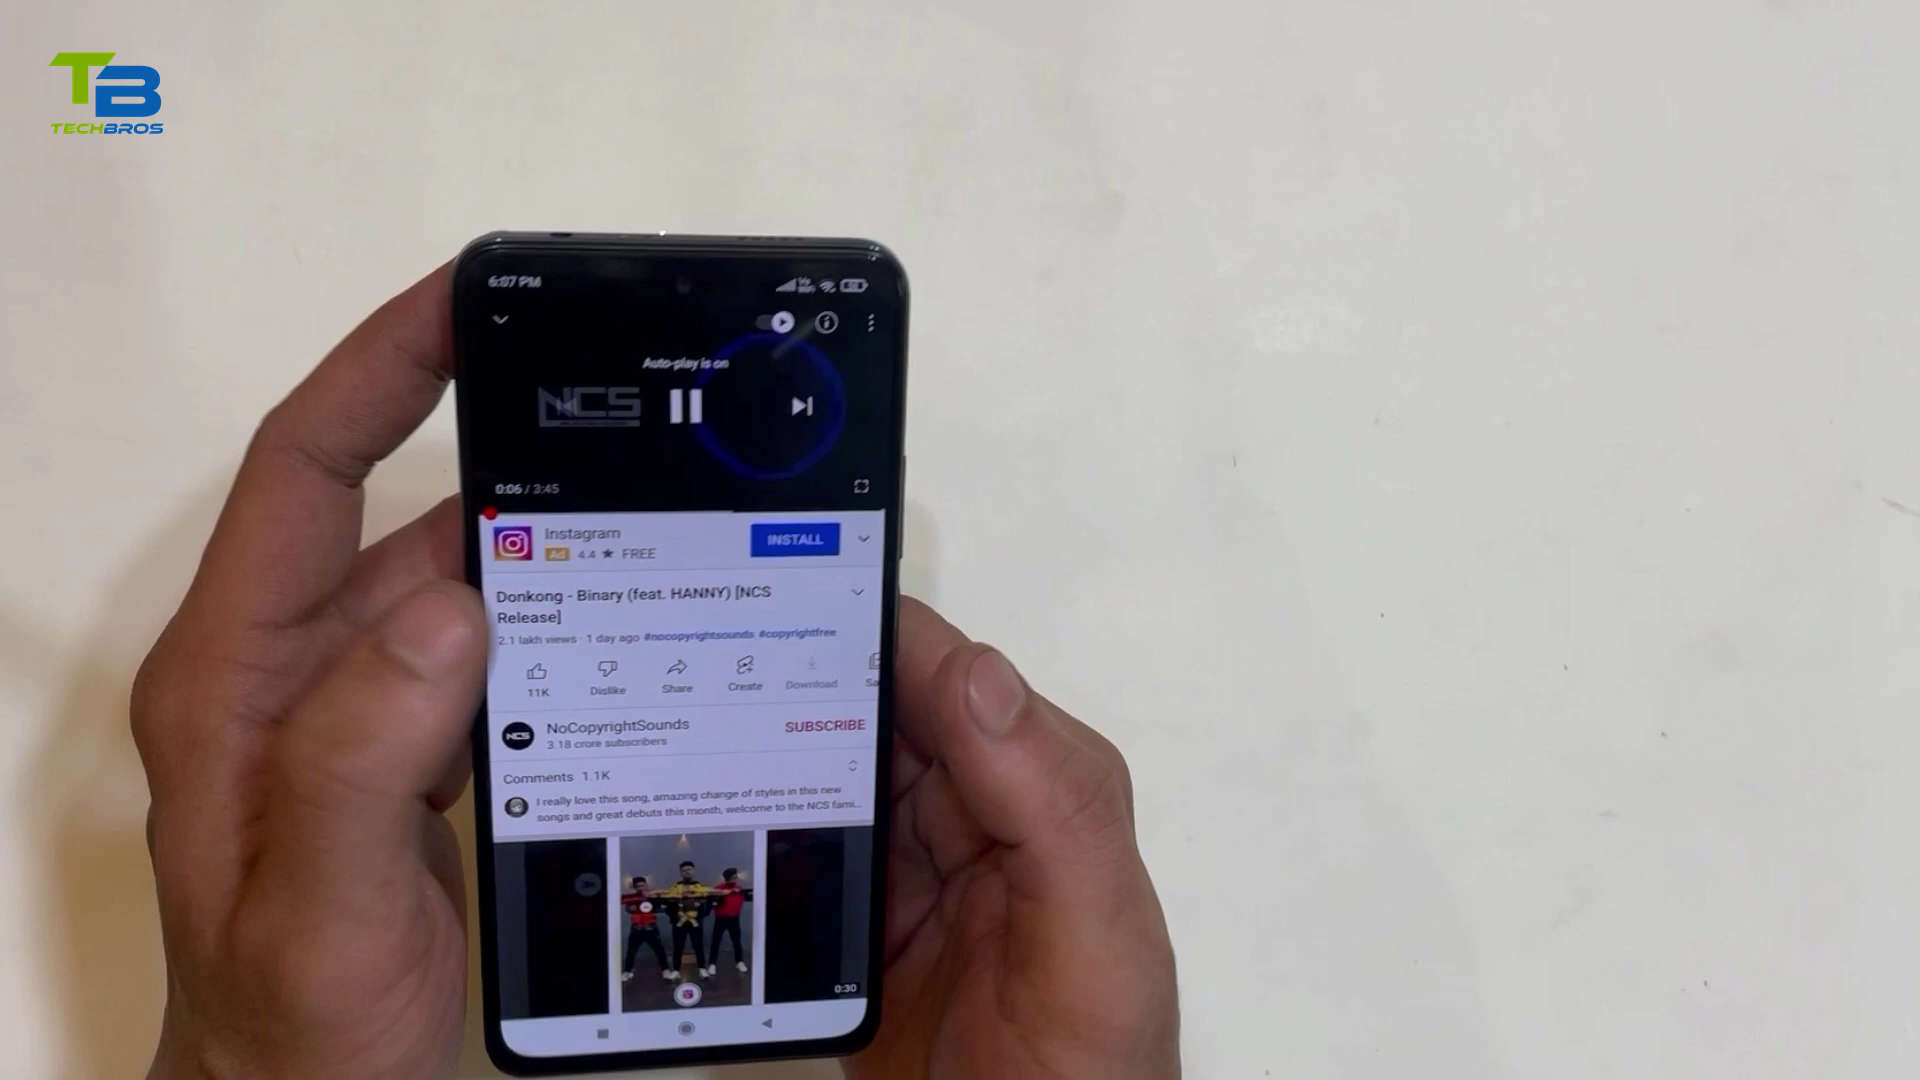 TB
TECHBROS
6:07 PM
Auto-play is on
NCS
0:06 / 3:45
Instagram
Ad 4.4 ★ FREE
INSTALL
Donkong - Binary (feat. HANNY) [NCS
Release]
2.1 lakh views · 1 day ago #nocopyrightsounds #copyrightfree
11K Dislike Share Create Download Sa
NCS
NoCopyrightSounds
3.18 crore subscribers
SUBSCRIBE
Comments 1.1K
I really love this song, amazing change of styles in this new
songs and great debuts this month, welcome to the NCS fami...
0:30